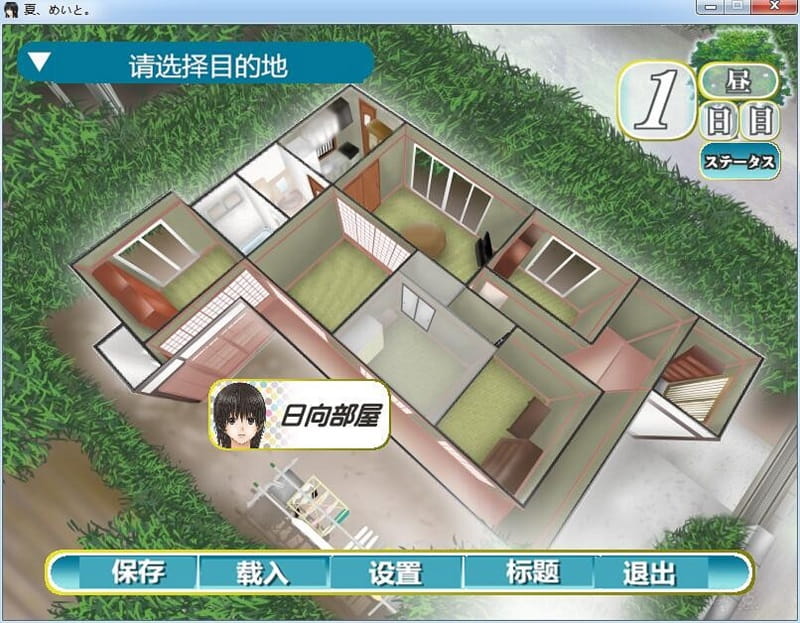 夏、めいと。
请选择目的地
1
昼
日目
ステータス
日向部屋
保存 载入 设置 标题 退出